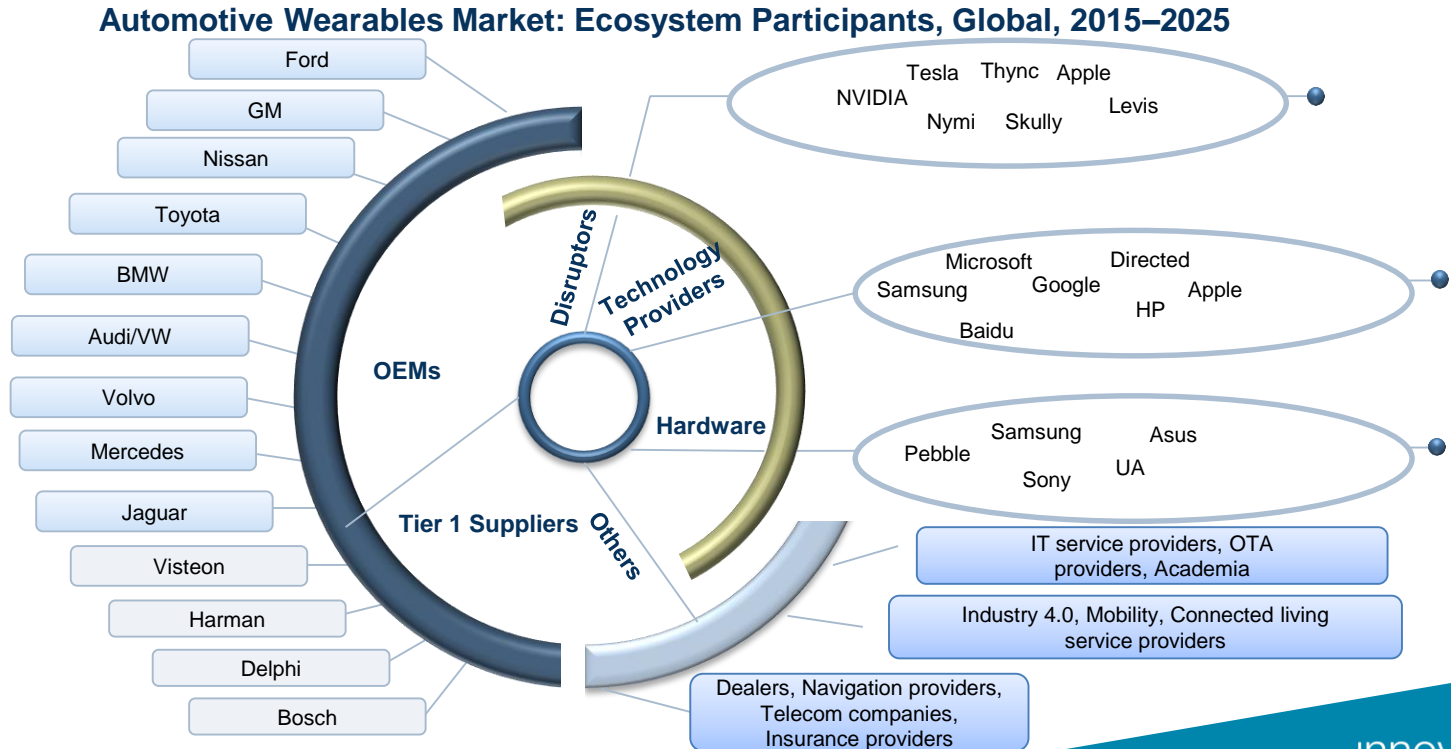 Automotive Wearables Market: Ecosystem Participants, Global, 2015–2025
Ford
GM
Nissan
Toyota
BMW
Audi/VW
Volvo
Mercedes
Jaguar
Visteon
Harman
Delphi
Bosch
OEMs
Tier 1 Suppliers
Disruptors
Technology
Providers
Hardware
Others
Tesla Thync Apple
NVIDIA Levis
Nymi Skully
Microsoft Directed
Samsung Google Apple
HP
Baidu
Samsung Asus
Pebble UA
Sony
IT service providers, OTA
providers, Academia
Industry 4.0, Mobility, Connected living
service providers
Dealers, Navigation providers,
Telecom companies,
Insurance providers